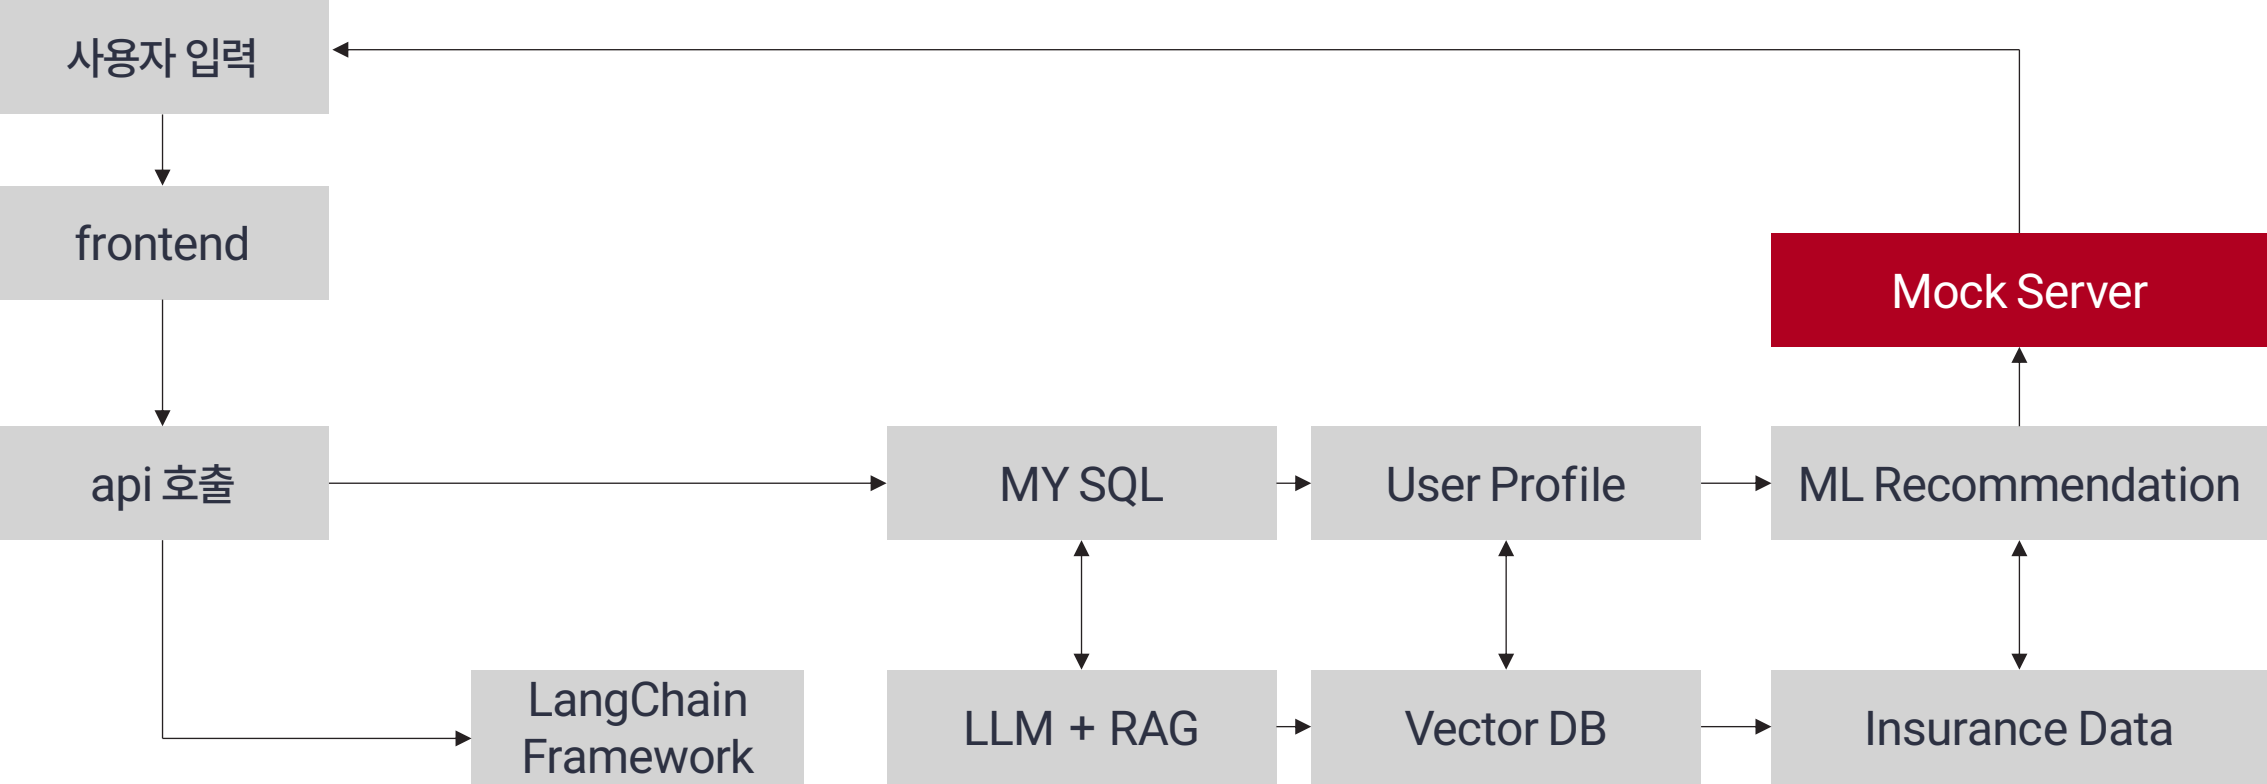 사용자 입력
frontend
Mock Server
api 호출
MY SQL
User Profile
ML Recommendation
LangChain
Framework
LLM + RAG
Vector DB
Insurance Data